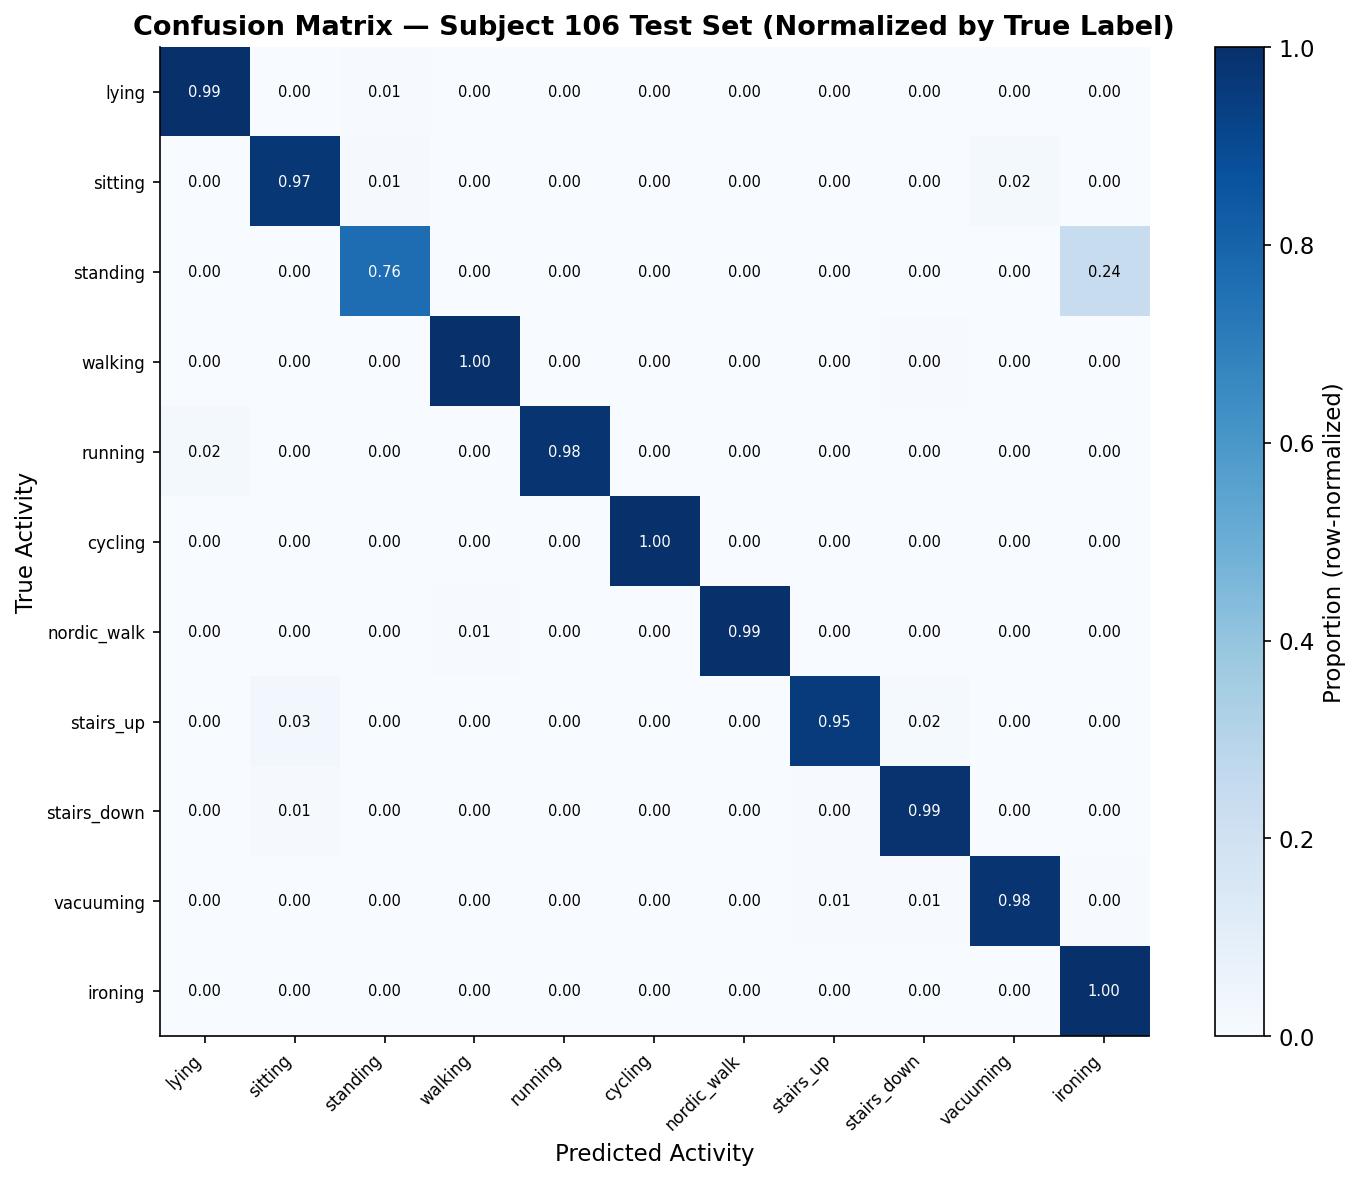 Confusion Matrix — Subject 106 Test Set (Normalized by True Label)
lying 0.99 0.00 0.01 0.00 0.00 0.00 0.00 0.00 0.00 0.00 0.00
sitting 0.00 0.97 0.01 0.00 0.00 0.00 0.00 0.00 0.00 0.02 0.00
standing 0.00 0.00 0.76 0.00 0.00 0.00 0.00 0.00 0.00 0.00 0.24
walking 0.00 0.00 0.00 1.00 0.00 0.00 0.00 0.00 0.00 0.00 0.00
running 0.02 0.00 0.00 0.00 0.98 0.00 0.00 0.00 0.00 0.00 0.00
cycling 0.00 0.00 0.00 0.00 0.00 1.00 0.00 0.00 0.00 0.00 0.00
nordic_walk 0.00 0.00 0.00 0.01 0.00 0.00 0.99 0.00 0.00 0.00 0.00
stairs_up 0.00 0.03 0.00 0.00 0.00 0.00 0.00 0.95 0.02 0.00 0.00
stairs_down 0.00 0.01 0.00 0.00 0.00 0.00 0.00 0.00 0.99 0.00 0.00
vacuuming 0.00 0.00 0.00 0.00 0.00 0.00 0.00 0.01 0.01 0.98 0.00
ironing 0.00 0.00 0.00 0.00 0.00 0.00 0.00 0.00 0.00 0.00 1.00
lying sitting standing walking running cycling nordic_walk stairs_up stairs_down vacuuming ironing
Predicted Activity
True Activity
1.0
0.8
0.6
0.4
0.2
0.0
Proportion (row-normalized)